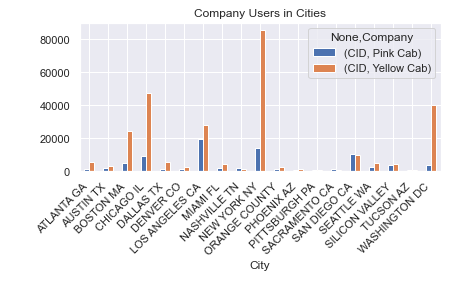 Company Users in Cities
None,Company
(CID, Pink Cab)
(CID, Yellow Cab)
80000
60000
40000
20000
0
ATLANTA GA
AUSTIN TX
BOSTON MA
CHICAGO IL
DALLAS TX
DENVER CO
LOS ANGELES CA
MIAMI FL
NASHVILLE TN
NEW YORK NY
ORANGE COUNTY
PHOENIX AZ
PITTSBURGH PA
SACRAMENTO CA
SAN DIEGO CA
SEATTLE WA
SILICON VALLEY
TUCSON AZ
WASHINGTON DC
City